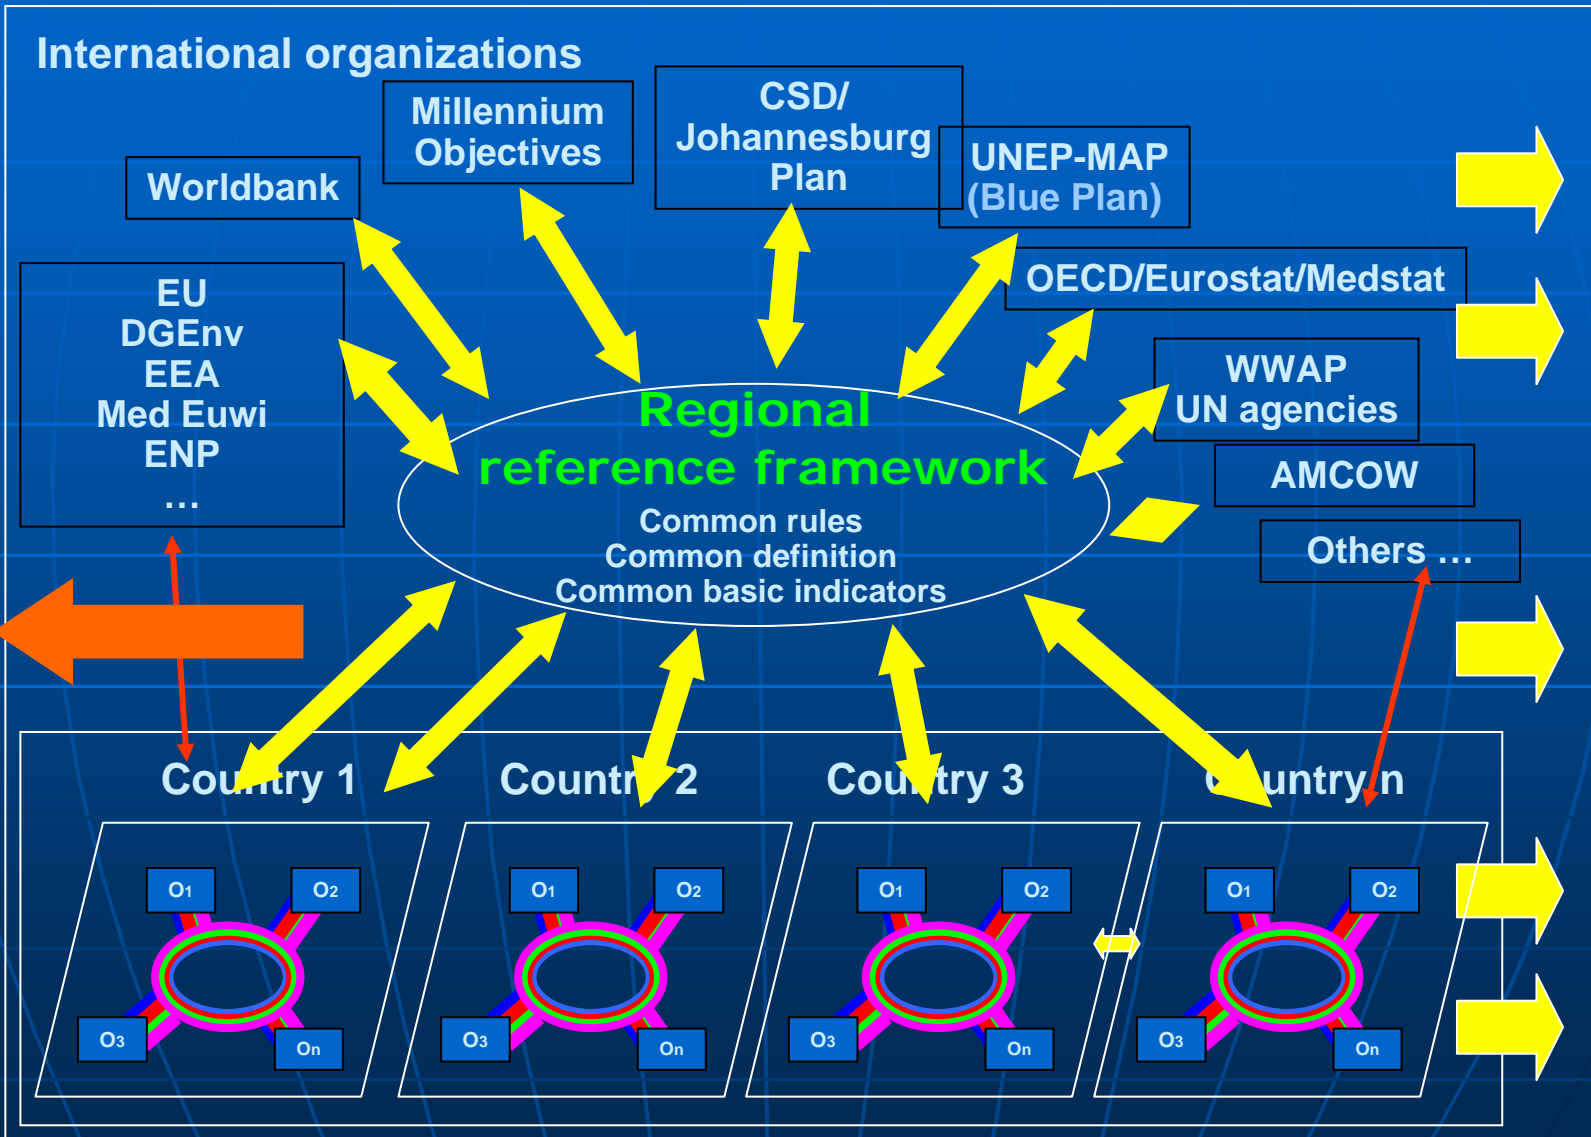 International organizations
Millennium
Objectives
CSD/
Johannesburg
Plan
UNEP-MAP
(Blue Plan)
Worldbank
OECD/Eurostat/Medstat
EU
DGEnv
EEA
Med Euwi
ENP
...
WWAP
UN agencies
AMCOW
Others ...
Regional
reference framework
Common rules
Common definition
Common basic indicators
Country 1
Country 2
Country 3
Country n
O1
O2
O3
On
O1
O2
O3
On
O1
O2
O3
On
O1
O2
O3
On